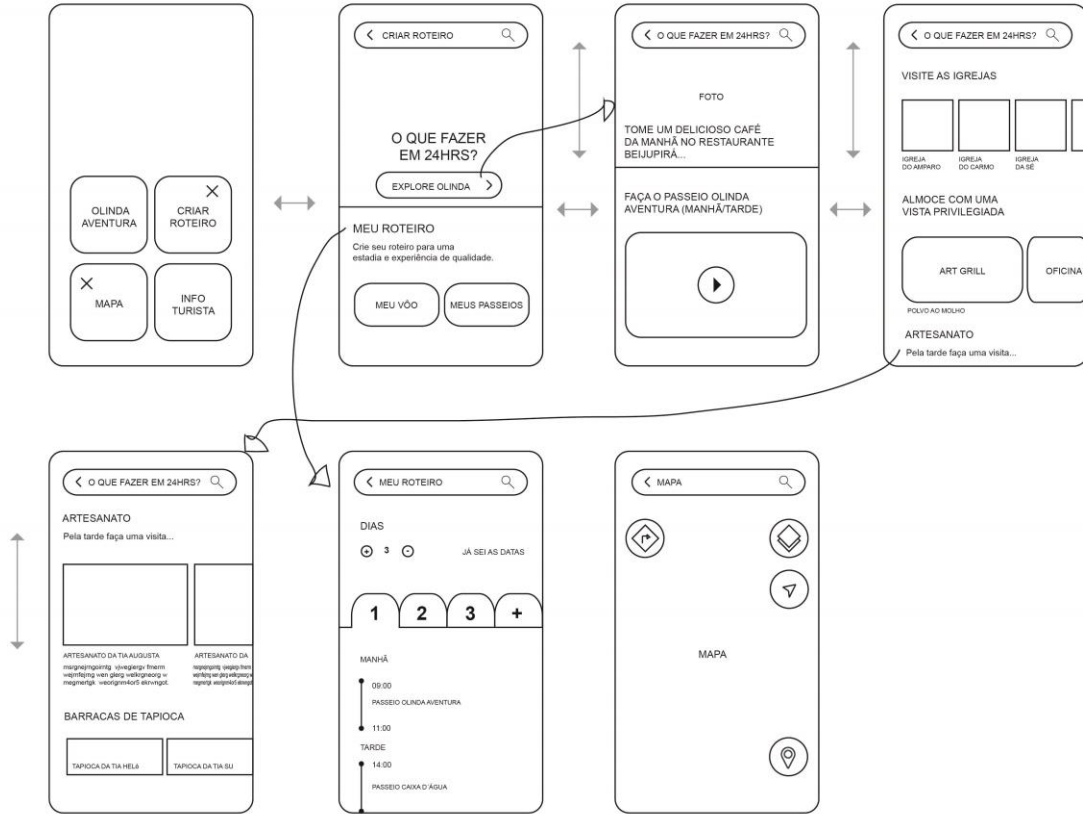 OLINDA
AVENTURA
CRIAR
ROTEIRO
MAPA
INFO
TURISTA
CRIAR ROTEIRO
O QUE FAZER
EM 24HRS?
EXPLORE OLINDA
MEU ROTEIRO
Crie seu roteiro para uma
estadia e experiência de qualidade.
MEU VÔO
MEUS PASSEIOS
O QUE FAZER EM 24HRS?
FOTO
TOME UM DELICIOSO CAFÉ
DA MANHÃ NO RESTAURANTE
BEIJUPIRÁ...
FAÇA O PASSEIO OLINDA
AVENTURA (MANHÃ/TARDE)
O QUE FAZER EM 24HRS?
VISITE AS IGREJAS
IGREJA
DO AMPARO
IGREJA
DO CARMO
IGREJA
DA SÉ
ALMOCE COM UMA
VISTA PRIVILEGIADA
ART GRILL
OFICINA
POLVO AO MOLHO
ARTESANATO
Pela tarde faça uma visita...
O QUE FAZER EM 24HRS?
ARTESANATO
Pela tarde faça uma visita...
ARTESANATO DA TIA AUGUSTA
ARTESANATO DA
BARRACAS DE TAPIOCA
TAPIOCA DA TIA HELÔ
TAPIOCA DA TIA SU
MEU ROTEIRO
DIAS
3
JÁ SEI AS DATAS
1 2 3 +
MANHÃ
09:00
PASSEIO OLINDA AVENTURA
11:00
TARDE
14:00
PASSEIO CAIXA D'ÁGUA
MAPA
MAPA